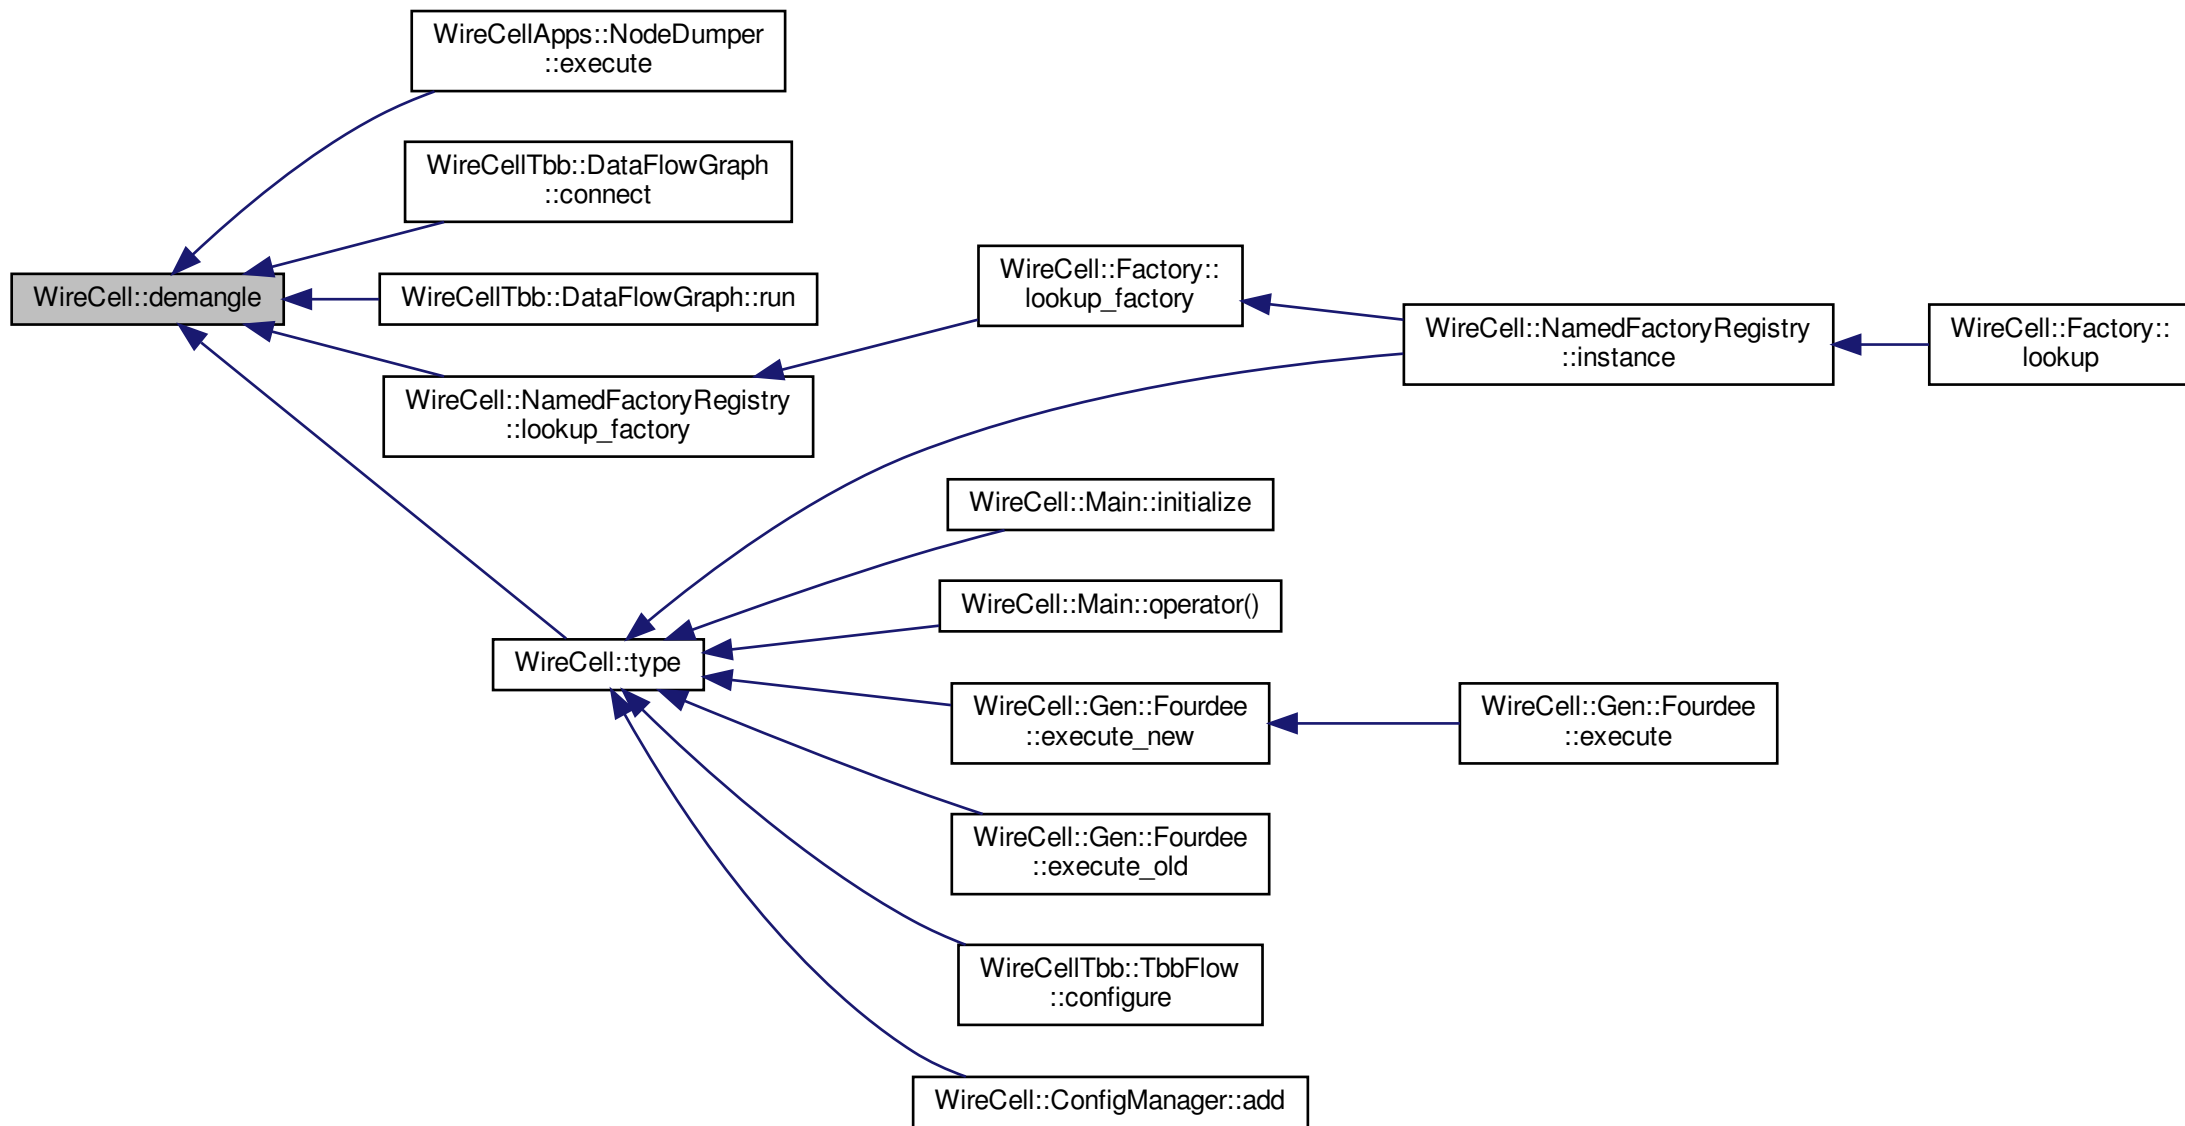 WireCellApps::NodeDumper
::execute
WireCellTbb::DataFlowGraph
::connect
WireCell::demangle
WireCellTbb::DataFlowGraph::run
WireCell::NamedFactoryRegistry
::lookup_factory
WireCell::Factory::
lookup_factory
WireCell::NamedFactoryRegistry
::instance
WireCell::Factory::
lookup
WireCell::type
WireCell::Main::initialize
WireCell::Main::operator()
WireCell::Gen::Fourdee
::execute_new
WireCell::Gen::Fourdee
::execute
WireCell::Gen::Fourdee
::execute_old
WireCellTbb::TbbFlow
::configure
WireCell::ConfigManager::add